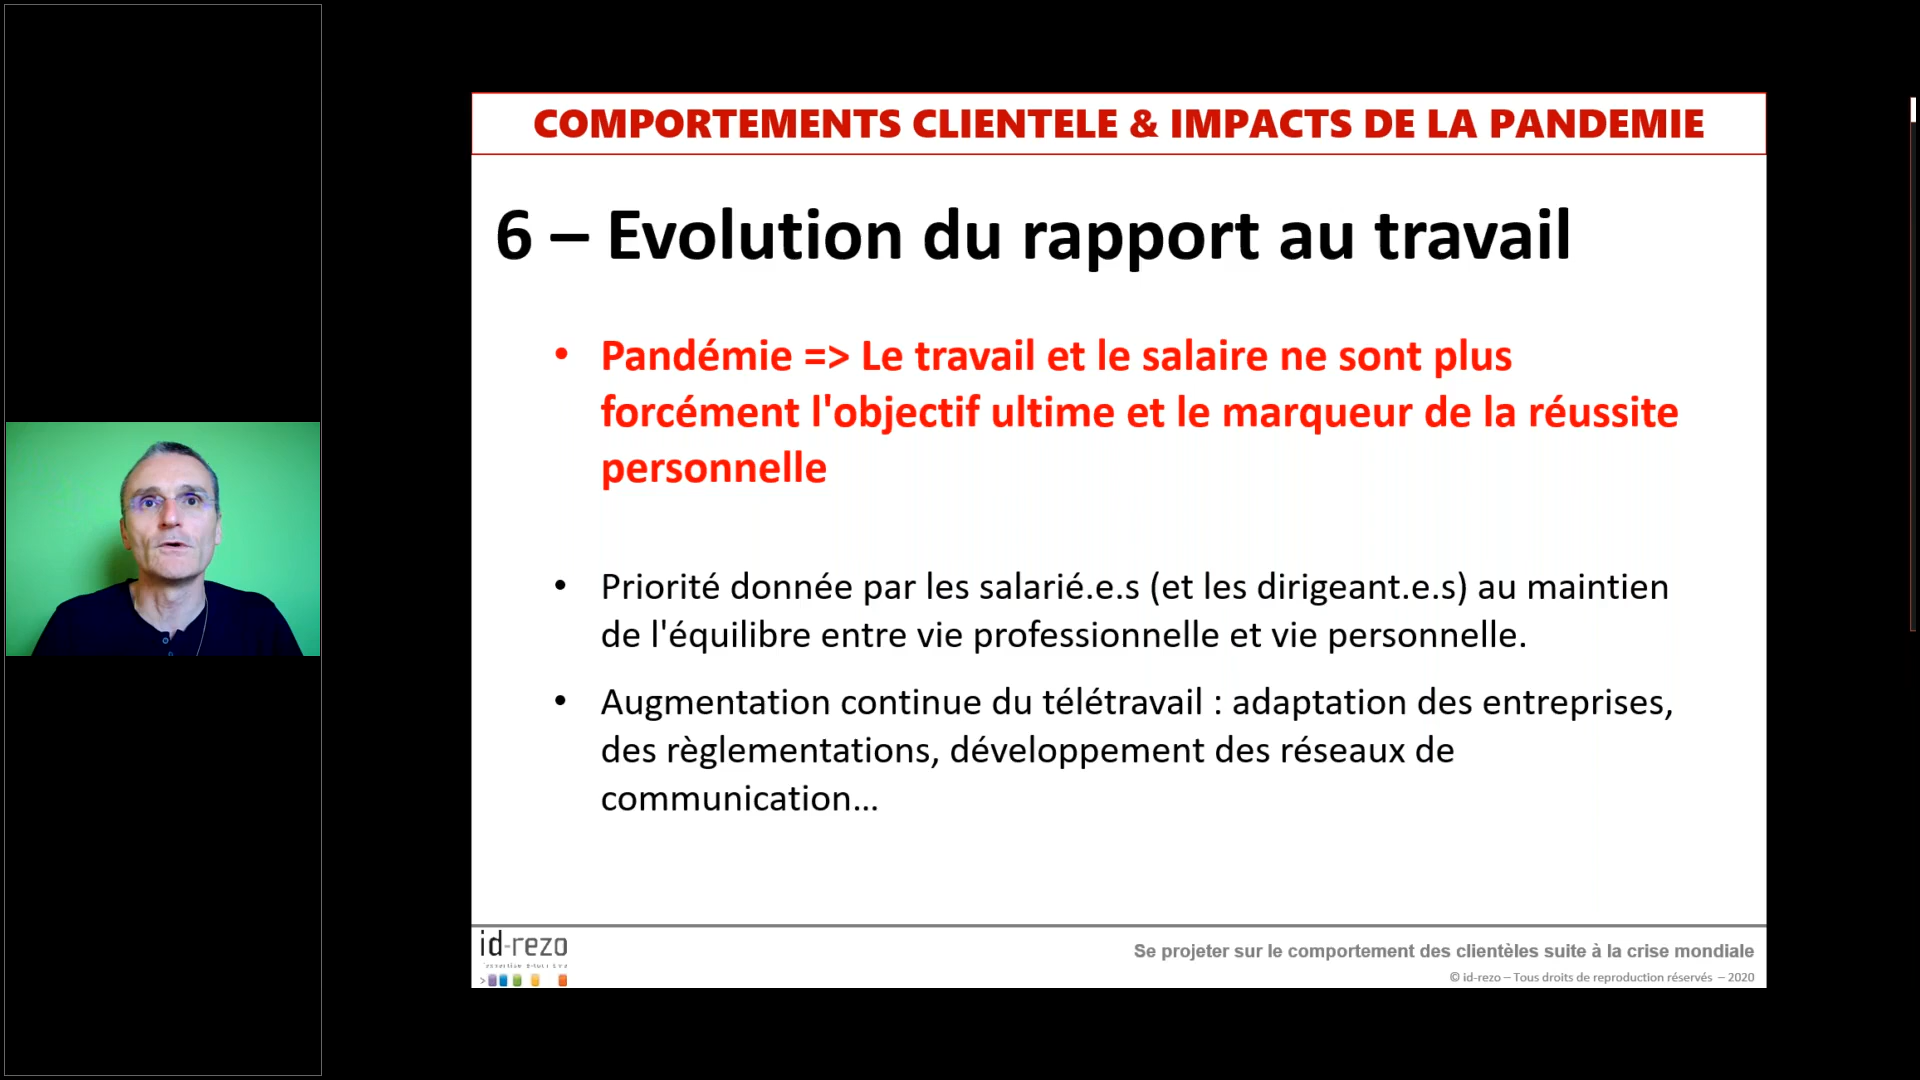 COMPORTEMENTS CLIENTELE & IMPACTS DE LA PANDEMIE
6 – Evolution du rapport au travail
• Pandémie => Le travail et le salaire ne sont plus
forcément l'objectif ultime et le marqueur de la réussite
personnelle
• Priorité donnée par les salarié.e.s (et les dirigeant.e.s) au maintien
de l'équilibre entre vie professionnelle et vie personnelle.
• Augmentation continue du télétravail : adaptation des entreprises,
des règlementations, développement des réseaux de
communication...
id-rezo
Se projeter sur le comportement des clientèles suite à la crise mondiale
© id-rezo – Tous droits de reproduction réservés – 2020